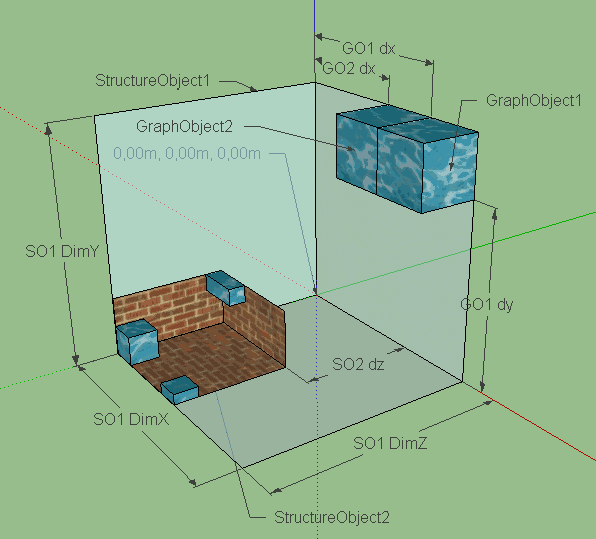 GO1 dx
GO2 dx
StructureObject1
GraphObject1
GraphObject2
0,00m, 0,00m, 0,00m
SO1 DimY
GO1 dy
SO2 dz
SO1 DimX
SO1 DimZ
StructureObject2